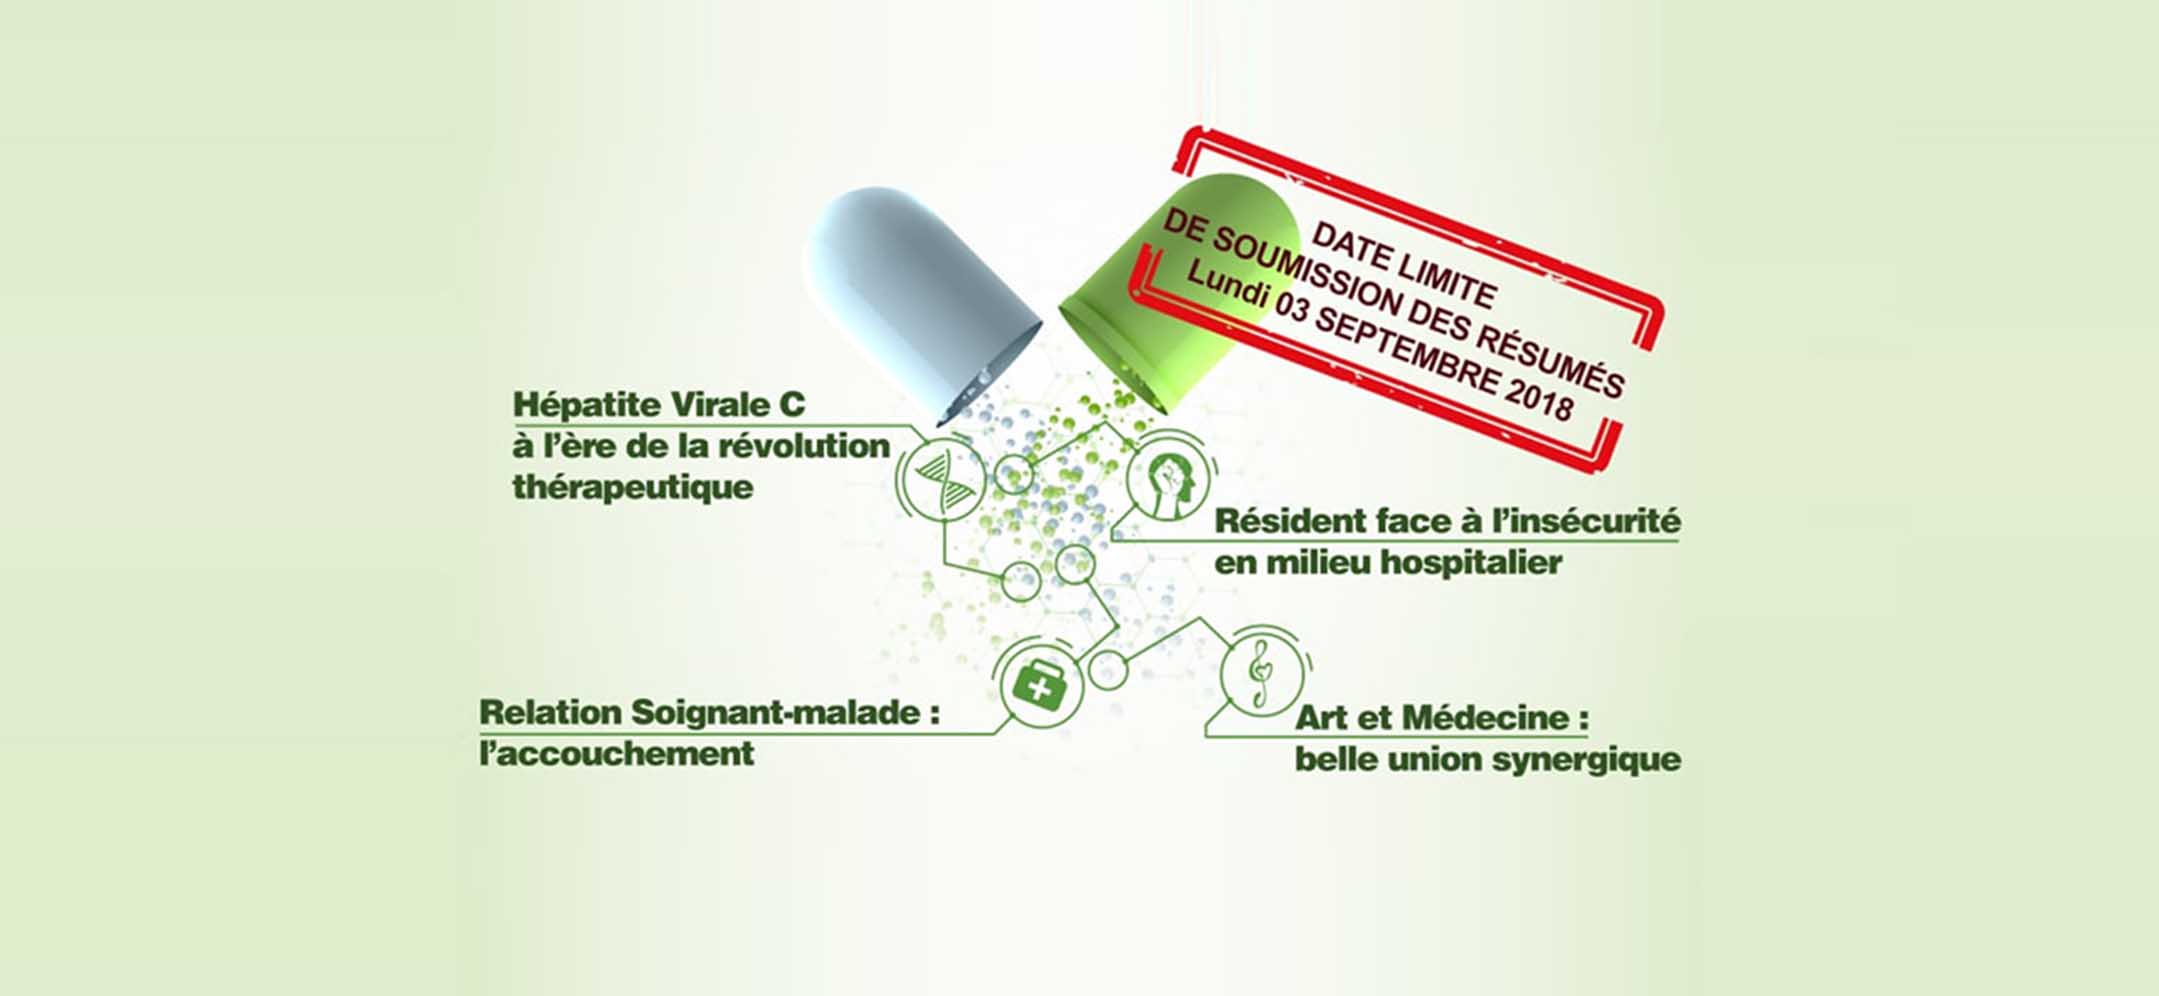 DATE LIMITE
DE SOUMISSION DES RÉSUMÉS
Lundi 03 SEPTEMBRE 2018
Hépatite Virale C
à l'ère de la révolution
thérapeutique
Résident face à l'insécurité
en milieu hospitalier
Relation Soignant-malade :
l'accouchement
Art et Médecine :
belle union synergique